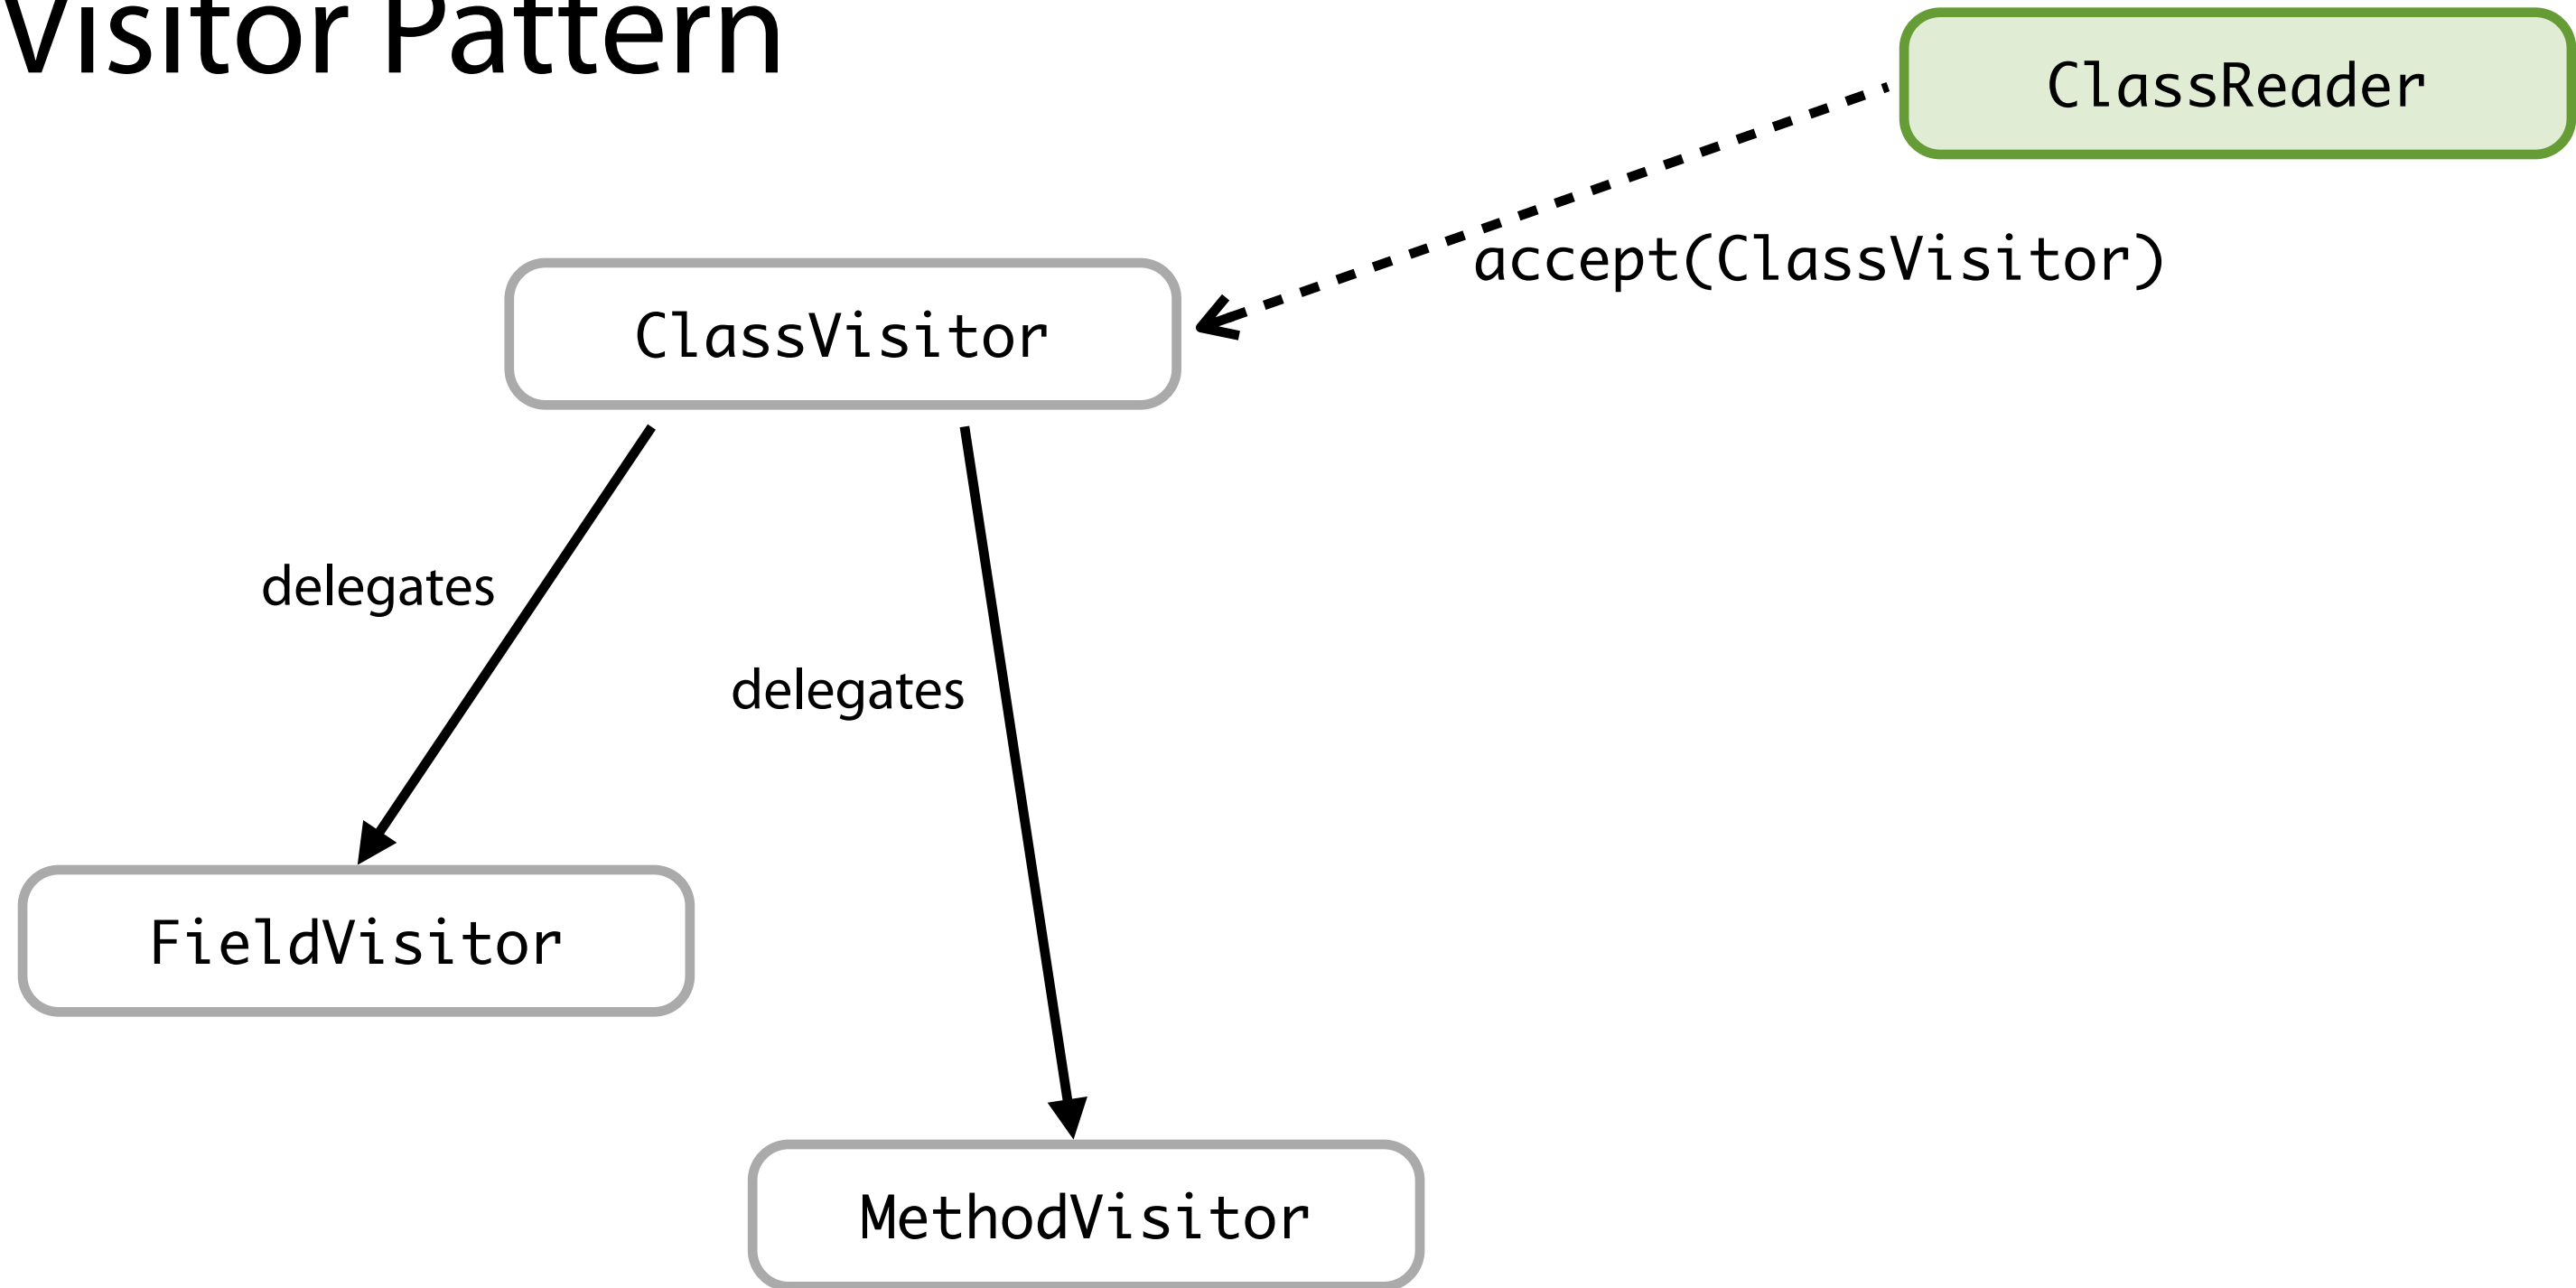 Visitor Pattern
ClassReader
accept(ClassVisitor)
ClassVisitor
delegates
delegates
FieldVisitor
MethodVisitor